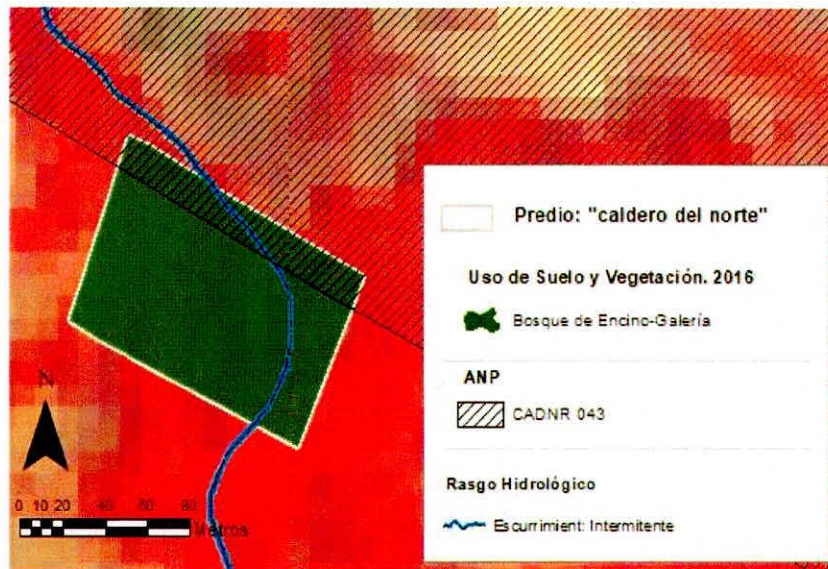 Predio: "caldero del norte"
Uso de Suelo y Vegetación. 2016
Bosque de Encino-Galería
ANP
CADNR 043
Rasgo Hidrológico
Escurrimient: Intermitente
N
0 10 20 40 60 80
Metros